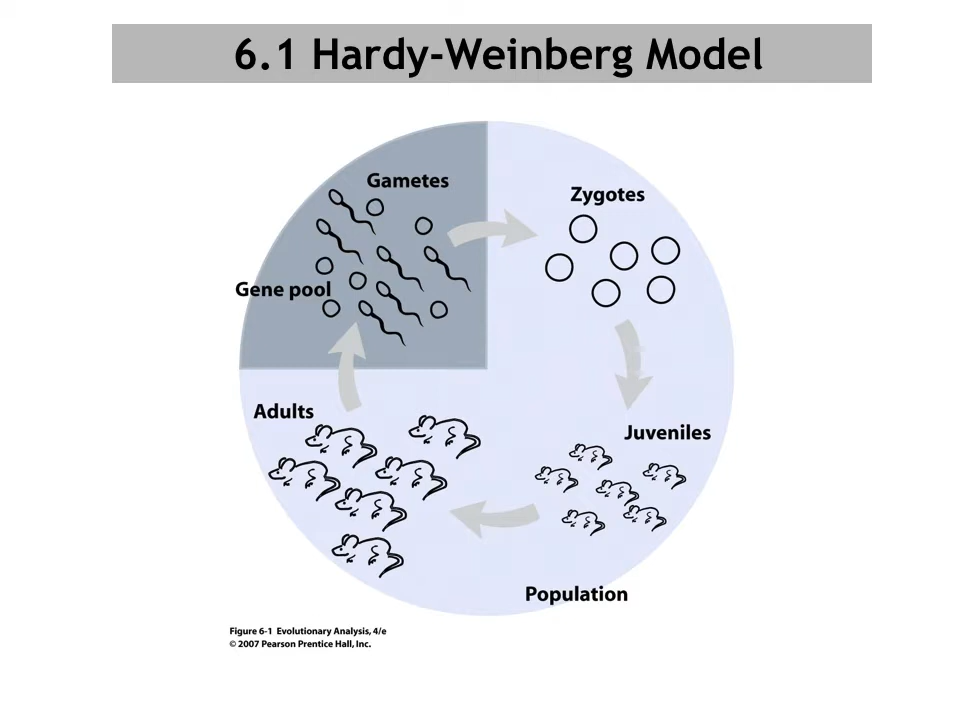 6.1 Hardy-Weinberg Model
Gametes
Zygotes
Gene pool
Adults
Juveniles
Population
Figure 6-1 Evolutionary Analysis, 4/e
© 2007 Pearson Prentice Hall, Inc.